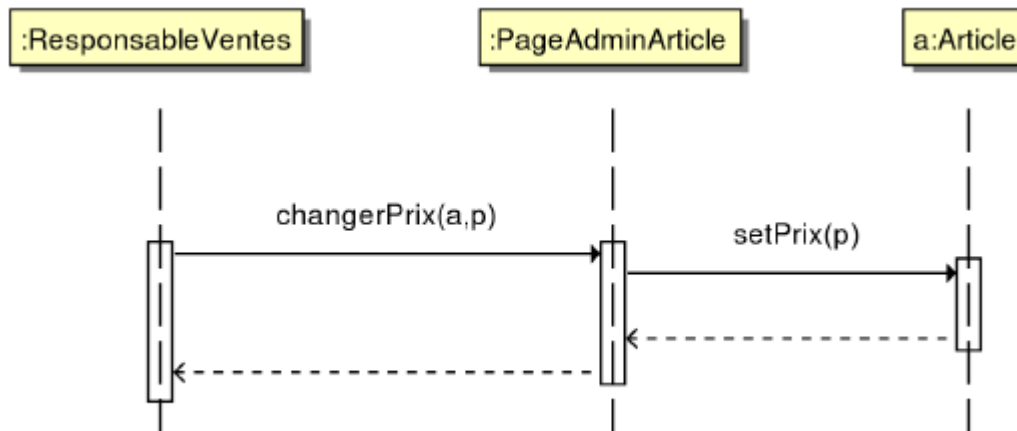 :ResponsableVentes
:PageAdminArticle
a:Article
changerPrix(a,p)
setPrix(p)